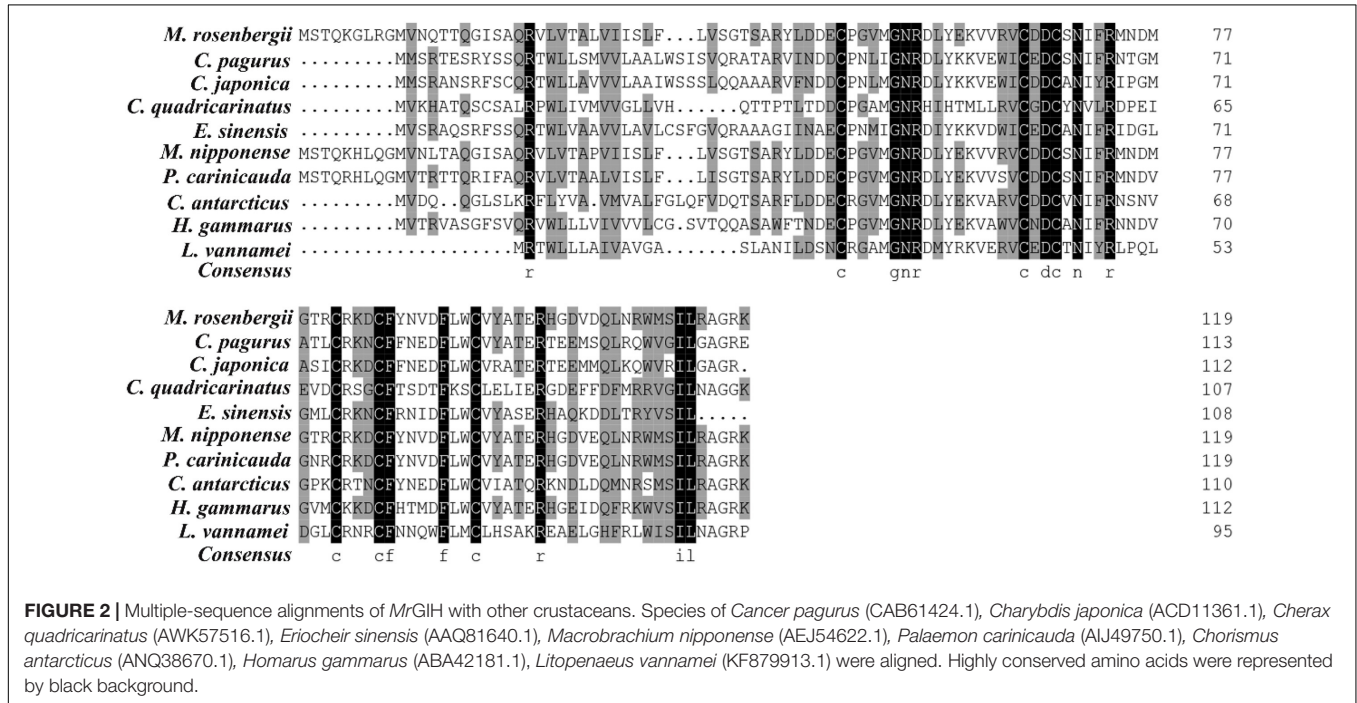 M. rosenbergii MSTQKGLRGMVNQTTQGISAQRVLVTALVIISLF...LVSGTSARYLDDECPGVMGNRDLYEKVVRVCDDCSNIFRMNDM 77
C. pagurus .........MMSRTESRYSSQRTWLLSMVVLAALWSISVQRATARVINDDCPNLIGNRDLYKKVEWICEDCSNIFRNTGM 71
C. japonica .........MMSRANSRFSCQRTWLLAVVVLAAIWSSSLQQAAARVFNDDCPNLMGNRDLYKKVEWICEDCSNIYRIPGM 71
C. quadricarinatus .........MVKHATQSCSALRPWLIVMVVGLLVH......QTTPTLTDDCPGAMGNRHIHTMLLRVCGDCYNVLRDPEI 65
E. sinensis .........MVSRAQSRFSSQRTWLVAAVVLAVLCSFGVQRAAAGIINAECPNMIGNRDIYKKVDWICEDCANIFRIDGL 71
M. nipponense MSTQKHLQGMVNLTAQGISAQRVLVTAPVIISLF...LVSGTSARYLDDECPGVMGNRDLYEKVVRVCDDCSNIFRMNDM 77
P. carinicauda MSTQRHLQGMVTRTTQRIFAQRVLVTAALVISLF...LISGTSARYLDDECPGVMGNRDLYEKVVSVCDDCSNIFRMNDV 77
C. antarcticus .........MVDQ..QGLSLKRFLYVA.VMVALFGLQFVDQTSARFLDDECRGVMGNRDLYEKVARVCDDCVNIFRNSNV 68
H. gammarus .........MVTRVASGFSVQRVWLLLVIVVVLCG.SVTQQASAWFTNDECPGVMGNRDLYEKVAWVCNDCANIFRNNDV 70
L. vannamei ....................MRTWLLLAIVAVGA......SLANILDSNCRGAMGNRDMYRKVERVCEDCTNIYRLPQL 53
Consensus r c gnr c dc n r
M. rosenbergii GTRCRKDCFYNVDFLWCVYATERHGDVDQLNRWMSILRAGRK 119
C. pagurus ATLCRKNCFFNEDFLWCVYATERTEEMSQLRQWVGILGAGRE 113
C. japonica ASICRKDCFFNEDFLWCVRATERTEEMMQLKQWVRILGAGR. 112
C. quadricarinatus EVDCRSGCFTSDTFKSCLELIERGDEFFDFMRRVGILNAGGK 107
E. sinensis GMLCRKNCFRNIDFLWCVYASERHAQKDDLTRYVSIL..... 108
M. nipponense GTRCRKDCFYNVDFLWCVYATERHGDVEQLNRWMSILRAGRK 119
P. carinicauda GNRCRKDCFYNVDFLWCVYATERHGDVEQLNRWMSILRAGRK 119
C. antarcticus GPKCRTNCFYNEDFLWCVIATQRKNDLDQMNRSMSILRAGRK 110
H. gammarus GVMCKKDCFHTMDFLWCVYATERHGEIDQFRKWVSILRAGRK 112
L. vannamei DGLCRNRCFNNQWFLMCLHSAKREAELGHFRLWISILNAGRP 95
Consensus c cf f c r il
FIGURE 2 | Multiple-sequence alignments of MrGIH with other crustaceans. Species of Cancer pagurus (CAB61424.1), Charybdis japonica (ACD11361.1), Cherax
quadricarinatus (AWK57516.1), Eriocheir sinensis (AAQ81640.1), Macrobrachium nipponense (AEJ54622.1), Palaemon carinicauda (AIJ49750.1), Chorismus
antarcticus (ANQ38670.1), Homarus gammarus (ABA42181.1), Litopenaeus vannamei (KF879913.1) were aligned. Highly conserved amino acids were represented
by black background.